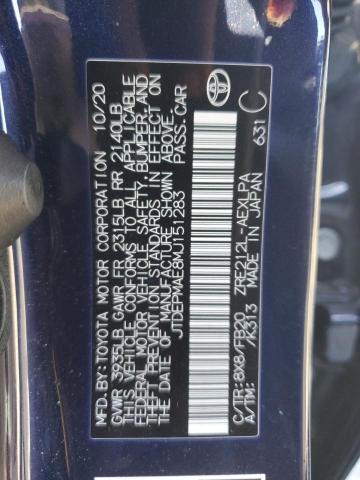 MFD.BY: TOYOTA MOTOR CORPORATION 10/20
GVWR 3935LB GAWR FR 2315LB RR 2140LB
THIS VEHICLE CONFORMS TO ALL APPLICABLE
FEDERAL MOTOR VEHICLE SAFETY, BUMPER, AND
THEFT PREVENTION STANDARDS IN EFFECT ON THE
DATE OF MANUFACTURE SHOWN ABOVE.
JTDEPMAE8MJ151283 PASS.CAR
C/TR: 8X8/FB20 ZRE212L-AEXLPA
A/TM: /K313 MADE IN JAPAN 631
C